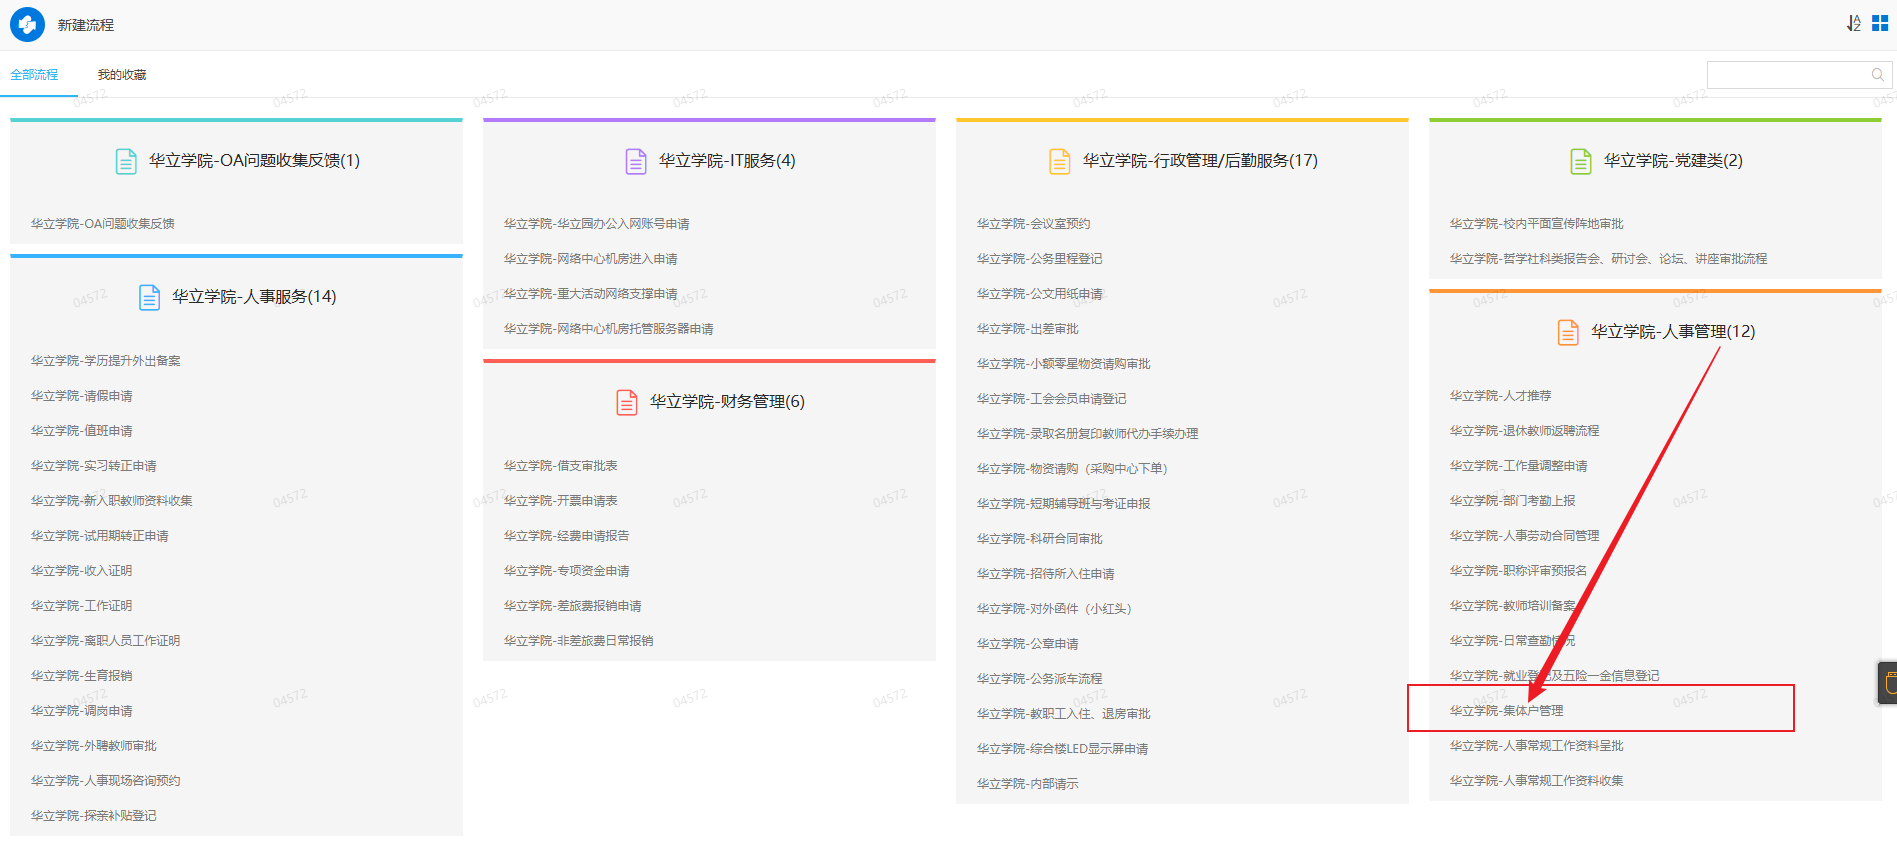 新建流程
全部流程
我的收藏
华立学院-OA问题收集反馈(1)
华立学院-OA问题收集反馈
华立学院-人事服务(14)
华立学院-学历提升外出备案
华立学院-请假申请
华立学院-值班申请
华立学院-实习转正申请
华立学院-新入职教师资料收集
华立学院-试用期转正申请
华立学院-收入证明
华立学院-工作证明
华立学院-离职人员工作证明
华立学院-生育报销
华立学院-调岗申请
华立学院-外聘教师审批
华立学院-人事现场咨询预约
华立学院-探亲补贴登记
华立学院-IT服务(4)
华立学院-华立园办公入网账号申请
华立学院-网络中心机房进入申请
华立学院-重大活动网络支撑申请
华立学院-网络中心机房托管服务器申请
华立学院-财务管理(6)
华立学院-借支审批表
华立学院-开票申请表
华立学院-经费申请报告
华立学院-专项资金申请
华立学院-差旅费报销申请
华立学院-非差旅费日常报销
华立学院-行政管理/后勤服务(17)
华立学院-会议室预约
华立学院-公务里程登记
华立学院-公文用纸申请
华立学院-出差审批
华立学院-小额零星物资请购审批
华立学院-工会会员申请登记
华立学院-录取名册复印教师代办手续办理
华立学院-物资请购（采购中心下单）
华立学院-短期辅导班与考证申报
华立学院-科研合同审批
华立学院-招待所入住申请
华立学院-对外函件（小红头）
华立学院-公章申请
华立学院-公务派车流程
华立学院-教职工入住、退房审批
华立学院-综合楼LED显示屏申请
华立学院-内部请示
华立学院-党建类(2)
华立学院-校内平面宣传阵地审批
华立学院-哲学社科类报告会、研讨会、论坛、讲座审批流程
华立学院-人事管理(12)
华立学院-人才推荐
华立学院-退休教师返聘流程
华立学院-工作量调整申请
华立学院-部门考勤上报
华立学院-人事劳动合同管理
华立学院-职称评审预报名
华立学院-教师培训备案
华立学院-日常查勤情况
华立学院-就业登记及五险一金信息登记
华立学院-集体户管理
华立学院-人事常规工作资料呈批
华立学院-人事常规工作资料收集
04572